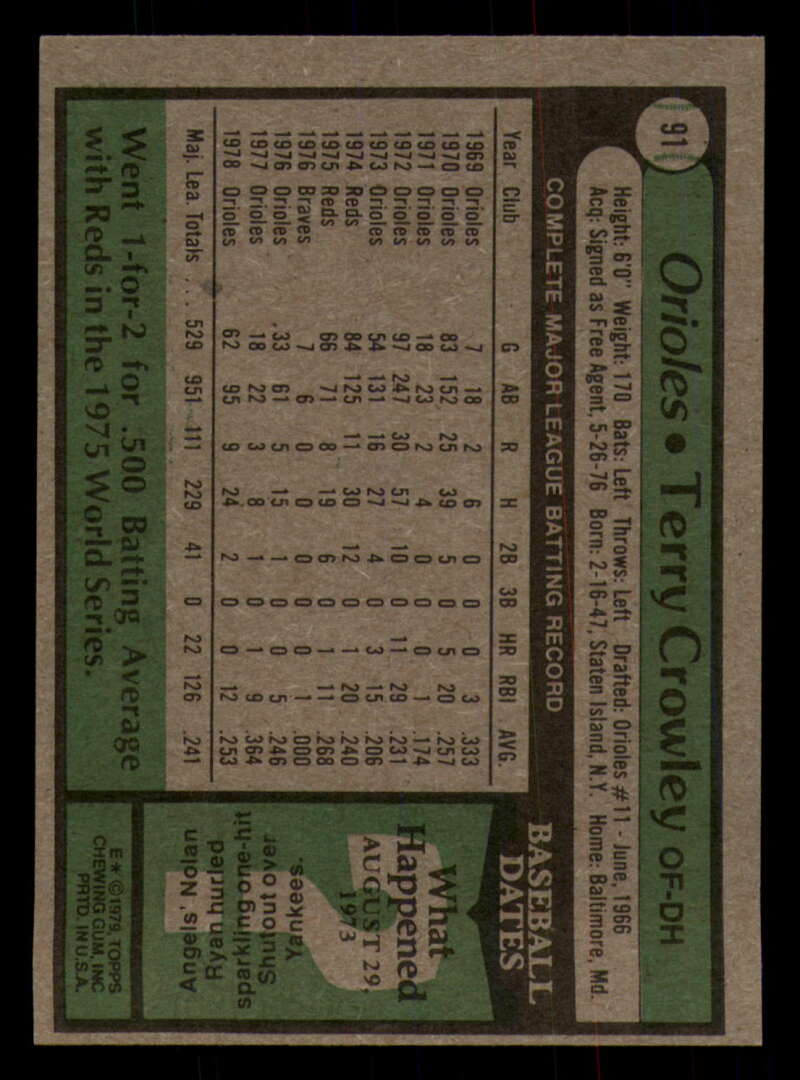 91
Orioles • Terry Crowley OF-DH
Height: 6'0" Weight: 170 Bats: Left Throws: Left Drafted: Orioles #11 - June, 1966
Acq: Signed as Free Agent, 5-26-76 Born: 2-16-47, Staten Island, N.Y. Home: Baltimore, Md.
COMPLETE MAJOR LEAGUE BATTING RECORD
Year Club G AB R H 2B 3B HR RBI AVG.
1969 Orioles 7 18 2 6 0 0 0 3 .333
1970 Orioles 83 152 25 39 5 0 5 20 .257
1971 Orioles 18 23 2 4 0 0 0 1 .174
1972 Orioles 97 247 30 57 10 0 11 29 .231
1973 Orioles 54 131 16 27 4 0 3 15 .206
1974 Reds 84 125 11 30 12 0 1 20 .240
1975 Reds 66 71 8 19 6 0 1 11 .268
1976 Braves 7 6 0 0 0 0 0 1 .000
1976 Orioles 33 61 5 15 1 0 0 5 .246
1977 Orioles 18 22 3 8 1 0 1 9 .364
1978 Orioles 62 95 9 24 2 0 0 12 .253
Maj. Lea. Totals ... 529 951 111 229 41 0 22 126 .241
Went 1-for-2 for .500 Batting Average
with Reds in the 1975 World Series.
BASEBALL
DATES
What
Happened
AUGUST 29,
1973
Angels' Nolan
Ryan hurled
sparkling one-hit
Shutout over
Yankees.
E*©1979, TOPPS
CHEWING GUM, INC
PRTD. IN U.S.A.